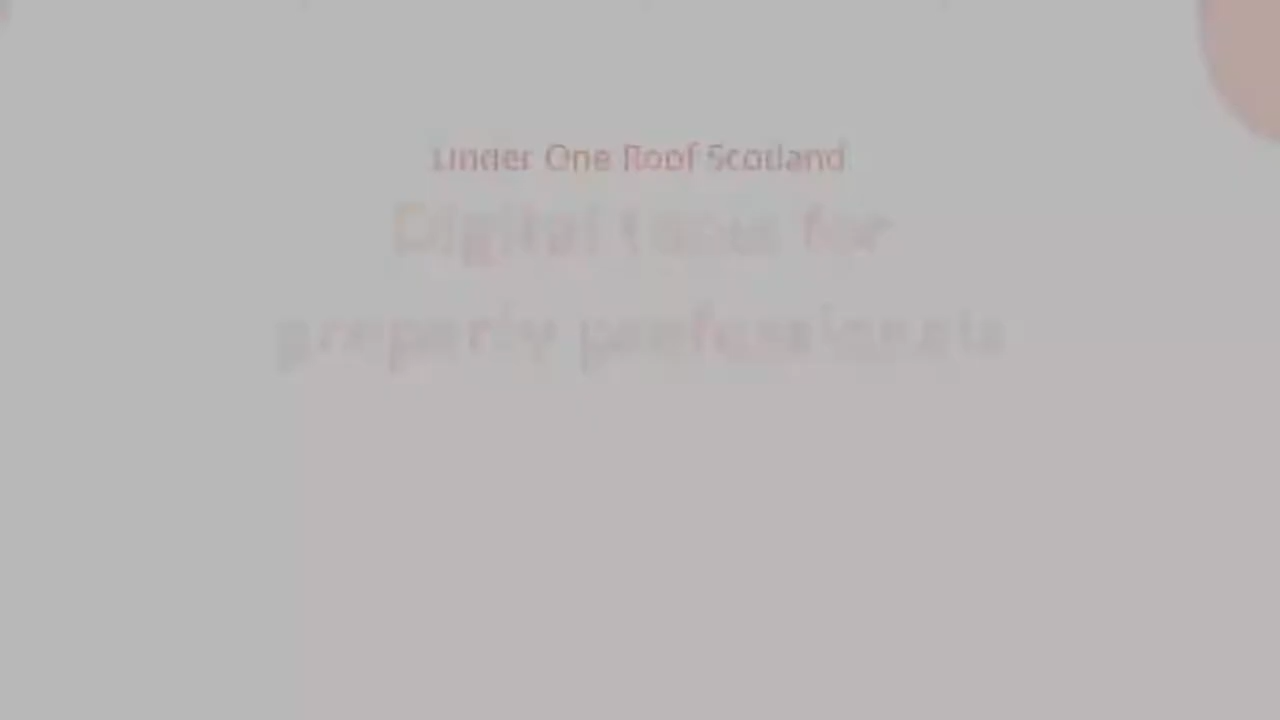 Under One Roof Scotland
Digital tools for
property professionals